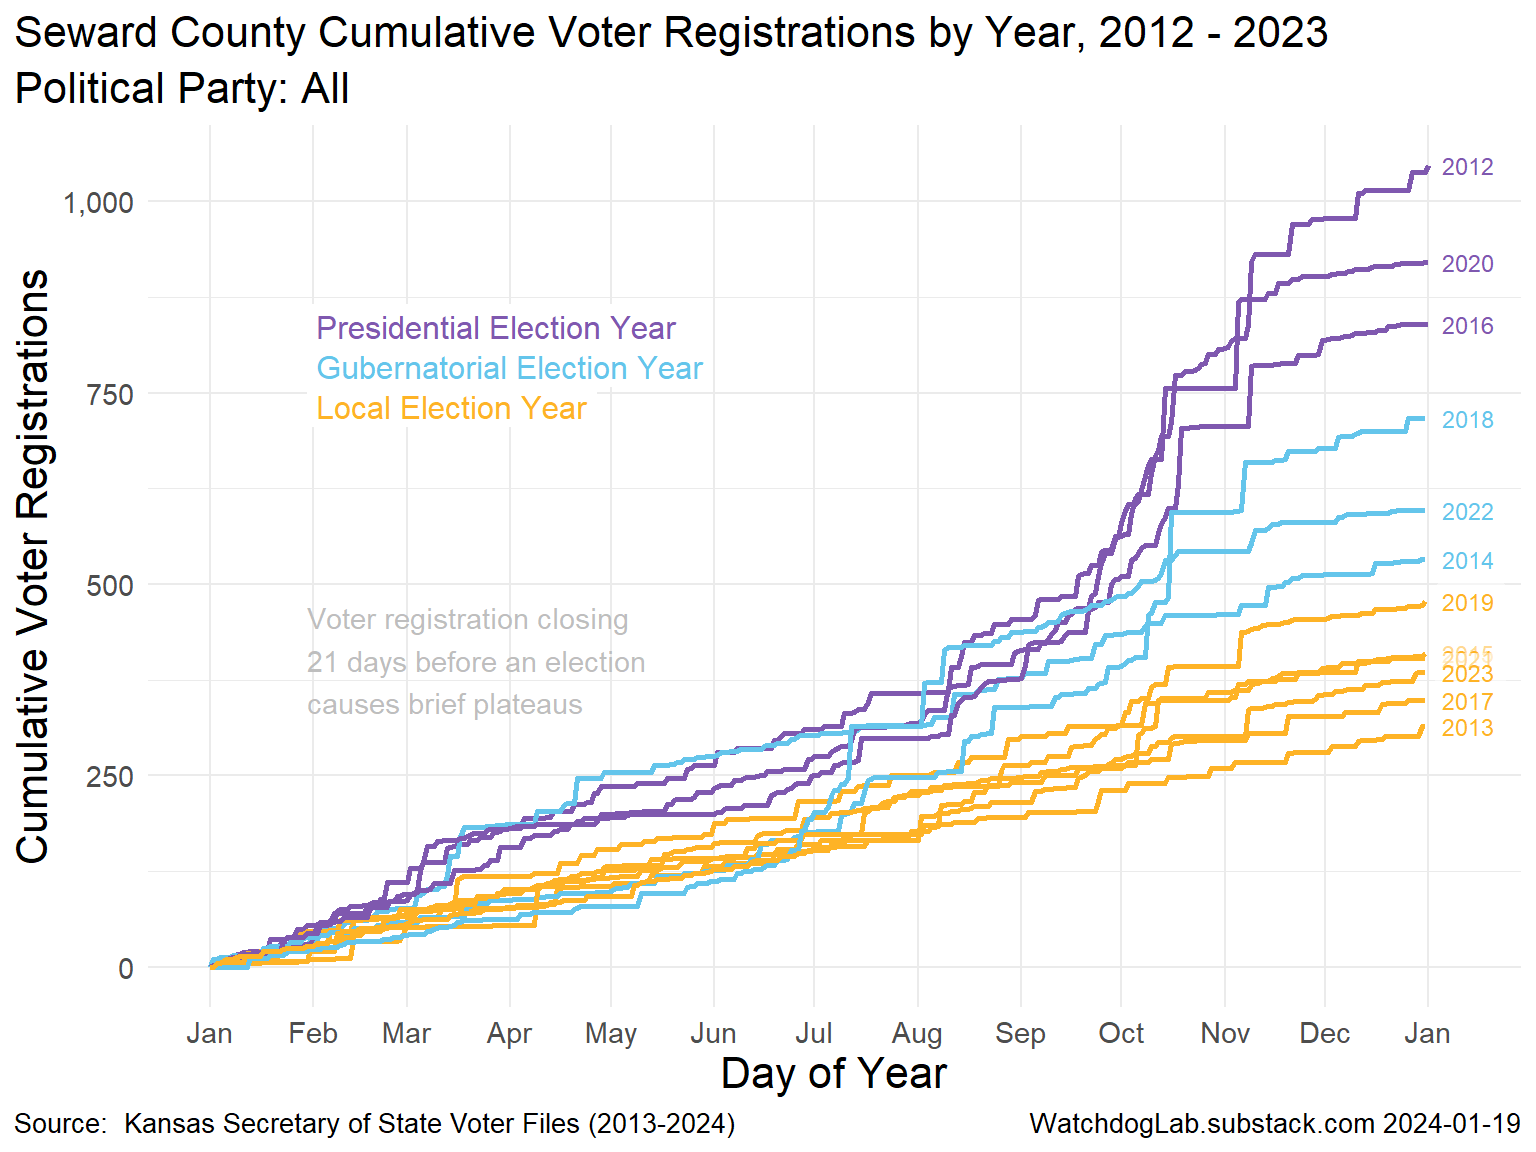 Seward County Cumulative Voter Registrations by Year, 2012 - 2023
Political Party: All
Cumulative Voter Registrations
1,000
750
500
250
0
Presidential Election Year
Gubernatorial Election Year
Local Election Year
Voter registration closing
21 days before an election
causes brief plateaus
2012
2020
2016
2018
2022
2014
2019
2015
2021
2023
2017
2013
Jan Feb Mar Apr May Jun Jul Aug Sep Oct Nov Dec Jan
Day of Year
Source:  Kansas Secretary of State Voter Files (2013-2024)
WatchdogLab.substack.com 2024-01-19